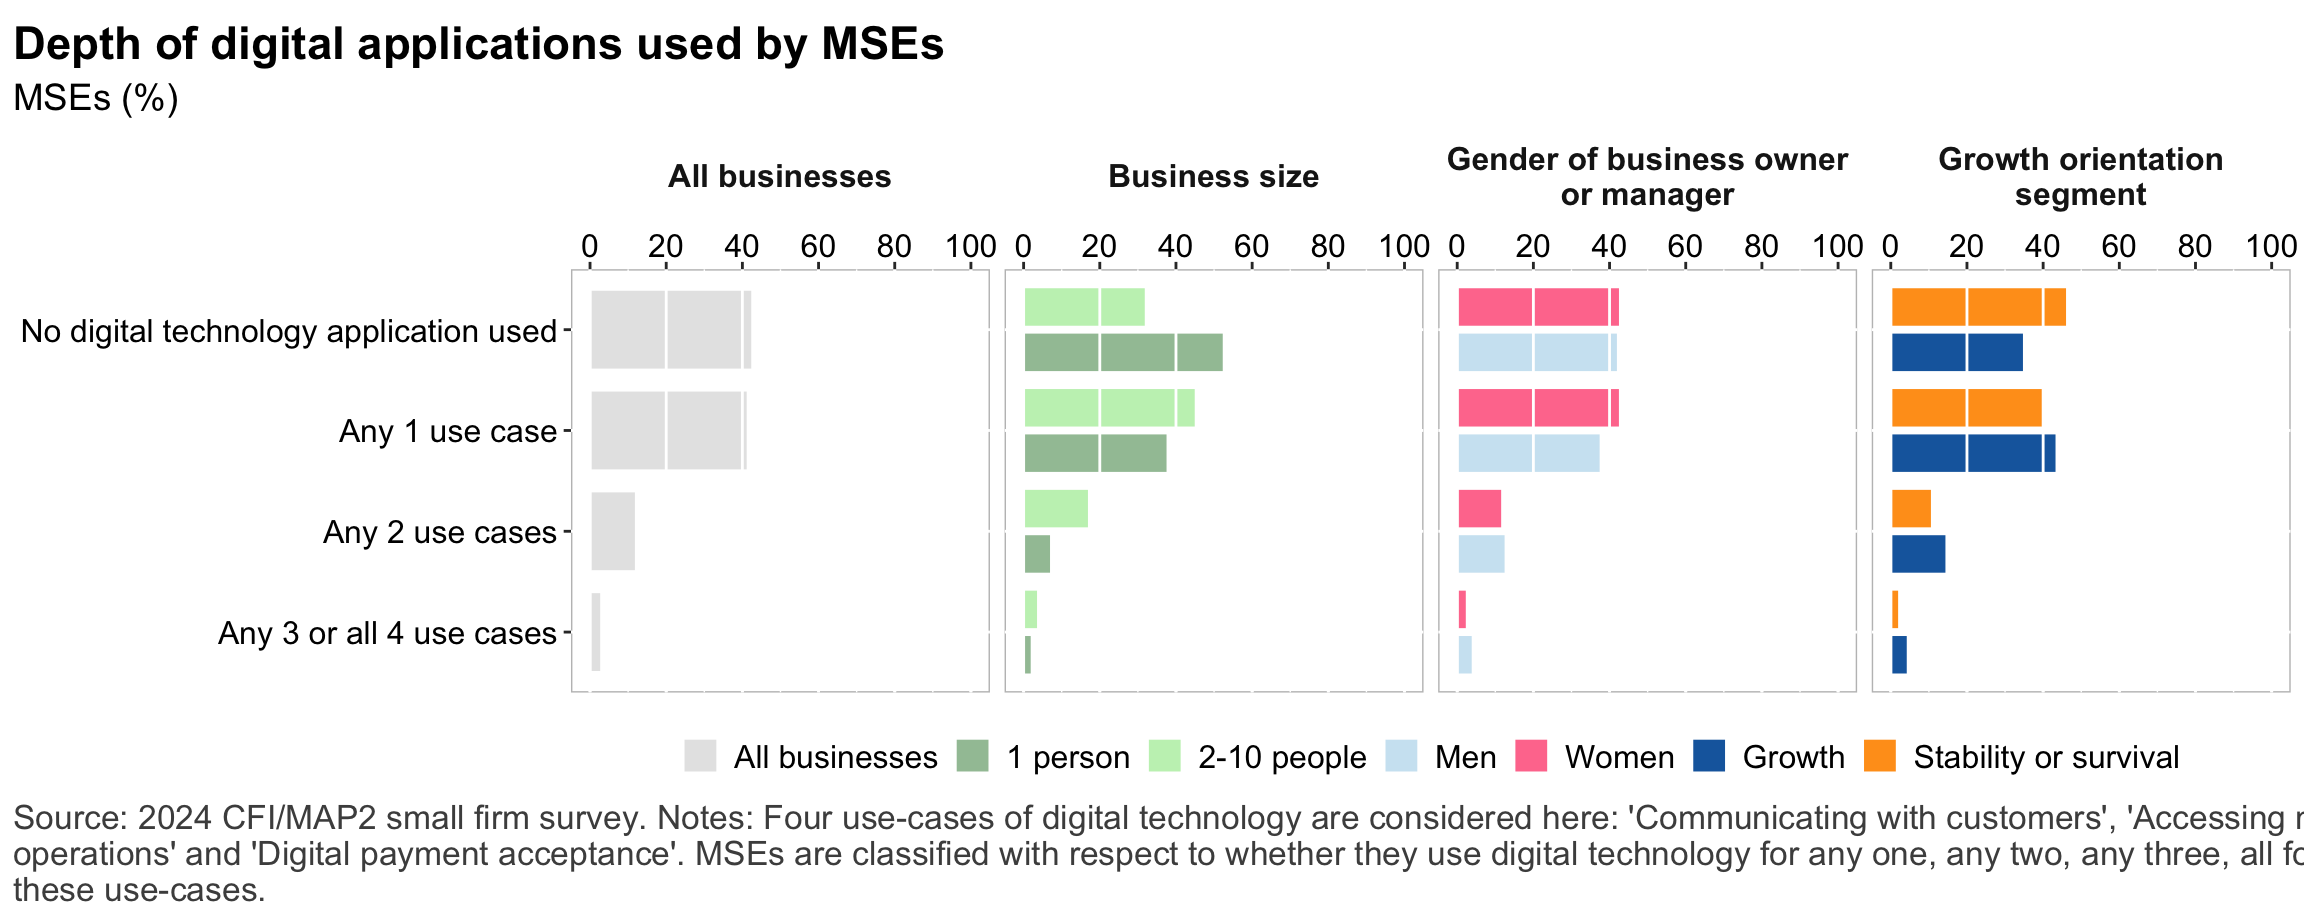 Depth of digital applications used by MSEs
MSEs (%)
All businesses
Business size
Gender of business owner
or manager
Growth orientation
segment
0 20 40 60 80 100 0 20 40 60 80 100 0 20 40 60 80 100 0 20 40 60 80 100
No digital technology application used
Any 1 use case
Any 2 use cases
Any 3 or all 4 use cases
All businesses 1 person 2-10 people Men Women Growth Stability or survival
Source: 2024 CFI/MAP2 small firm survey. Notes: Four use-cases of digital technology are considered here: 'Communicating with customers', 'Accessing
operations' and 'Digital payment acceptance'. MSEs are classified with respect to whether they use digital technology for any one, any two, any three, all
these use-cases.